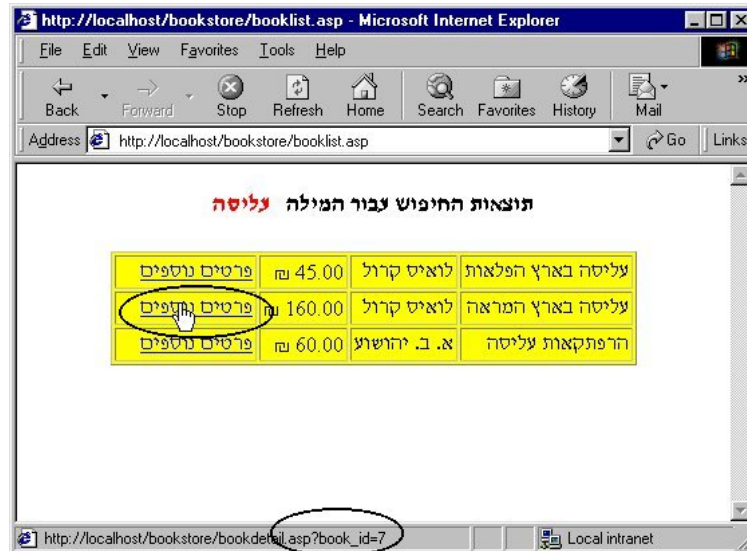 http://localhost/bookstore/booklist.asp - Microsoft Internet Explorer
File Edit View Favorites Tools Help
Back Forward Stop Refresh Home Search Favorites History Mail »
Address http://localhost/bookstore/booklist.asp Go Links
תוצאות החיפוש עבור המילה עליסה
עליסה בארץ הפלאות לואיס קרול 45.00 ₪ פרטים נוספים
עליסה בארץ המראה לואיס קרול 160.00 ₪ פרטים נוספים
הרפתקאות עליסה א. ב. יהושוע 60.00 ₪ פרטים נוספים
http://localhost/bookstore/bookdetail.asp?book_id=7 Local intranet